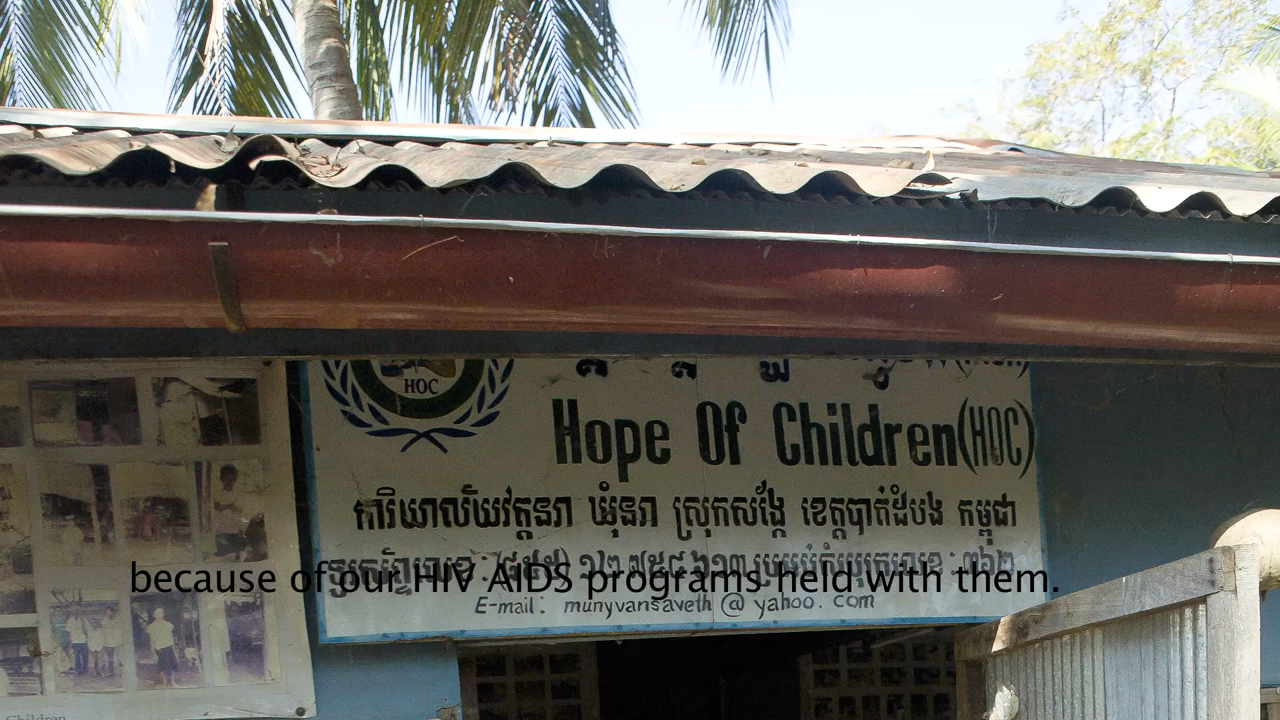 HOC
Hope Of Children(HOC)
ការិយាល័យវត្តនរា ឃុំនរា ស្រុកសង្កែ ខេត្តបាត់ដំបង កម្ពុជា
because of our HIV AIDS programs held with them.
E-mail: munyvansaveth @ yahoo. com
Children